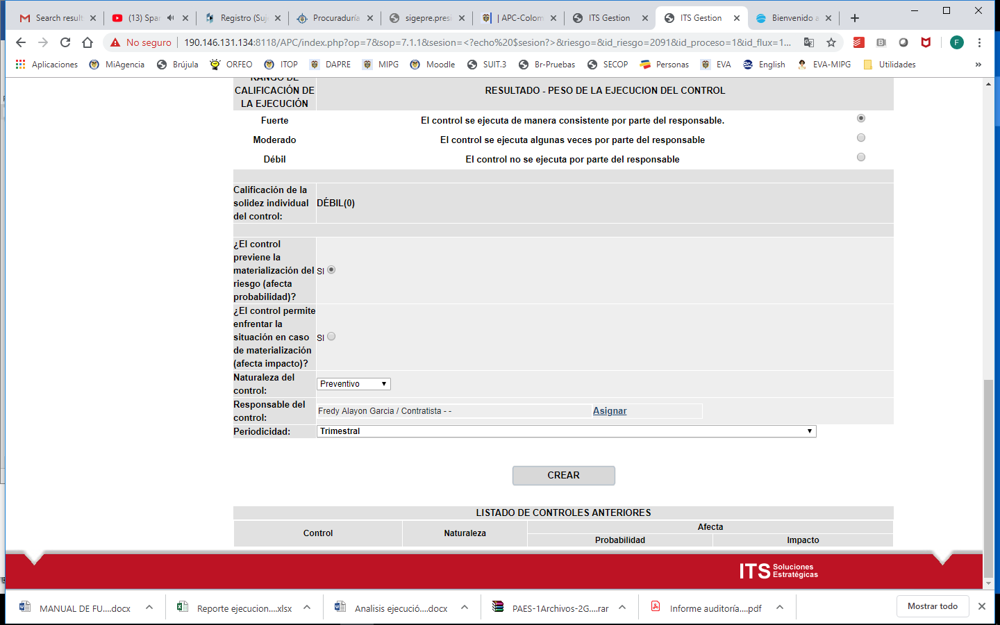 Search result
(13) Spar
Registro (Suj
Procuraduría
sigepre.presi
| APC-Colom
ITS Gestion
ITS Gestion
Bienvenido a
No seguro
190.146.131.134:8118/APC/index.php?op=7&sop=7.1.1&sesion=<?echo%20$sesion?>&riesgo=&id_riesgo=2091&id_proceso=1&id_flux=1...
F
Aplicaciones
MiAgencia
Brújula
ORFEO
ITOP
DAPRE
MIPG
Moodle
SUIT.3
Br-Pruebas
SECOP
Personas
EVA
English
EVA-MIPG
Utilidades
»
RANGO DE
CALIFICACIÓN DE
LA EJECUCIÓN
RESULTADO - PESO DE LA EJECUCION DEL CONTROL
Fuerte
El control se ejecuta de manera consistente por parte del responsable.
Moderado
El control se ejecuta algunas veces por parte del responsable
Débil
El control no se ejecuta por parte del responsable
Calificación de la
solidez individual
del control:
DÉBIL(0)
¿El control
previene la
materialización del
riesgo (afecta
probabilidad)?
SI
¿El control permite
enfrentar la
situación en caso
de materialización
(afecta impacto)?
SI
Naturaleza del
control:
Preventivo
Responsable del
control:
Fredy Alayon Garcia / Contratista - -
Asignar
Periodicidad:
Trimestral
CREAR
LISTADO DE CONTROLES ANTERIORES
Control
Naturaleza
Afecta
Probabilidad
Impacto
ITS Soluciones
Estratégicas
MANUAL DE FU....docx
Reporte ejecucion....xlsx
Analisis ejecució....docx
PAES-1Archivos-2G....rar
Informe auditoría....pdf
Mostrar todo